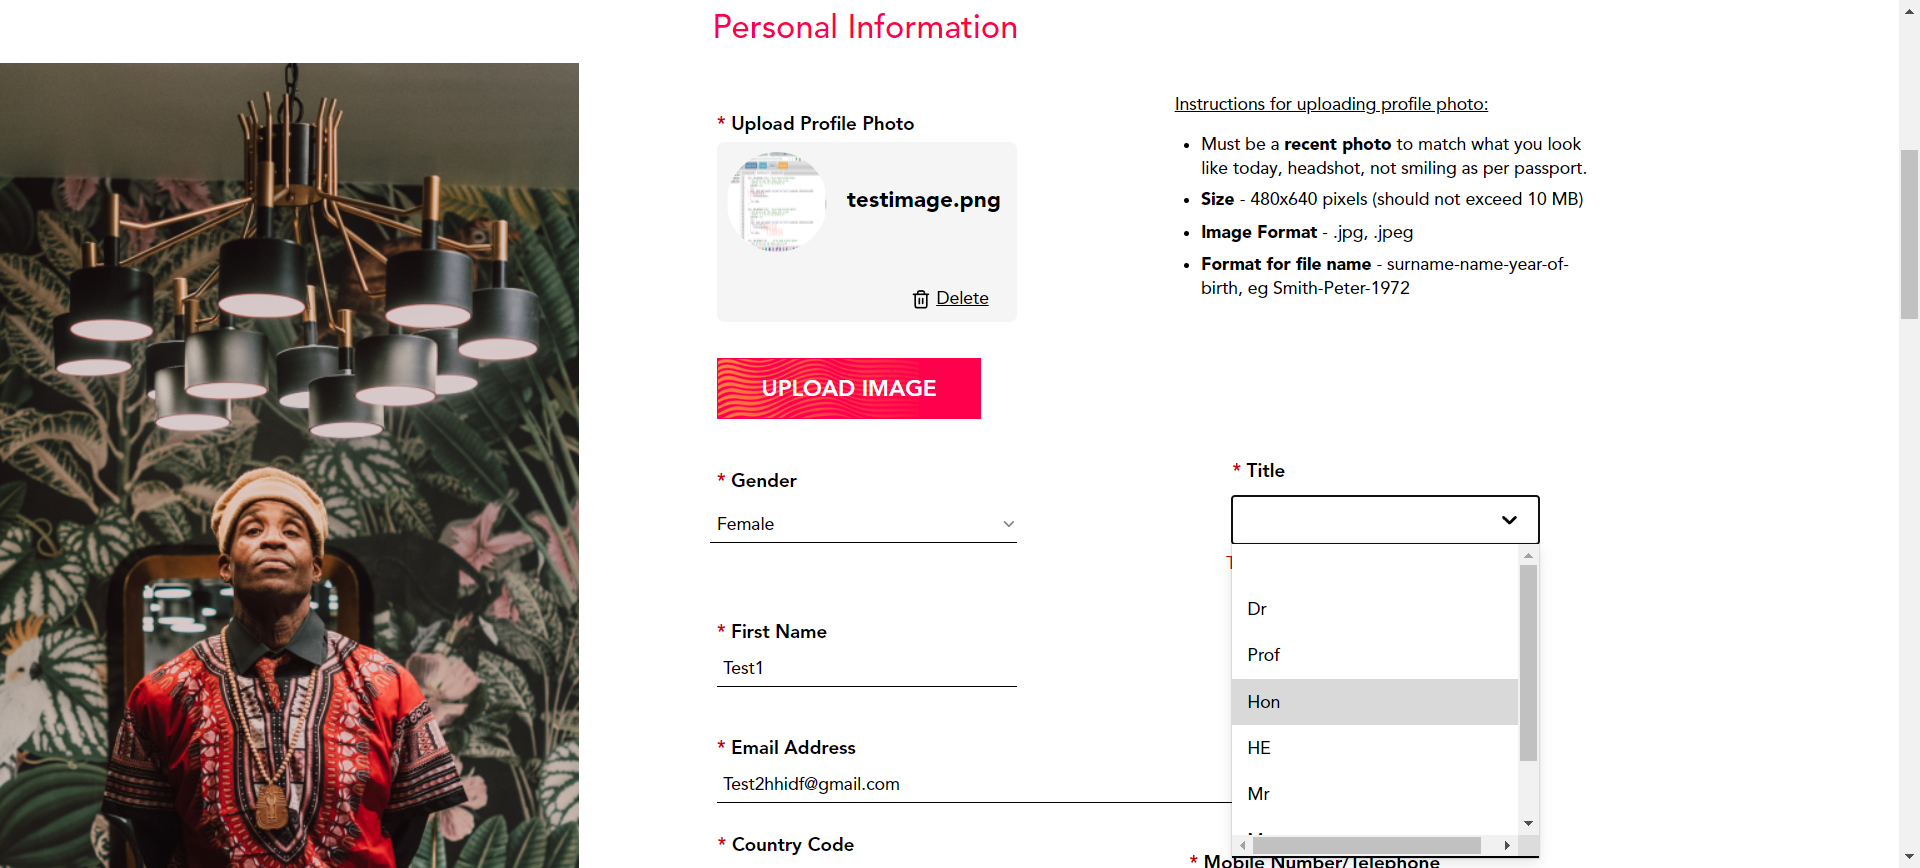 Personal Information
* Upload Profile Photo
testimage.png
Delete
UPLOAD IMAGE
Instructions for uploading profile photo:
• Must be a recent photo to match what you look
like today, headshot, not smiling as per passport.
• Size - 480x640 pixels (should not exceed 10 MB)
• Image Format - .jpg, .jpeg
• Format for file name - surname-name-year-of-
birth, eg Smith-Peter-1972
* Gender
Female
* Title
Dr
Prof
Hon
HE
Mr
* First Name
Test1
* Email Address
Test2hhidf@gmail.com
* Country Code
* Mobile Number/Telephone